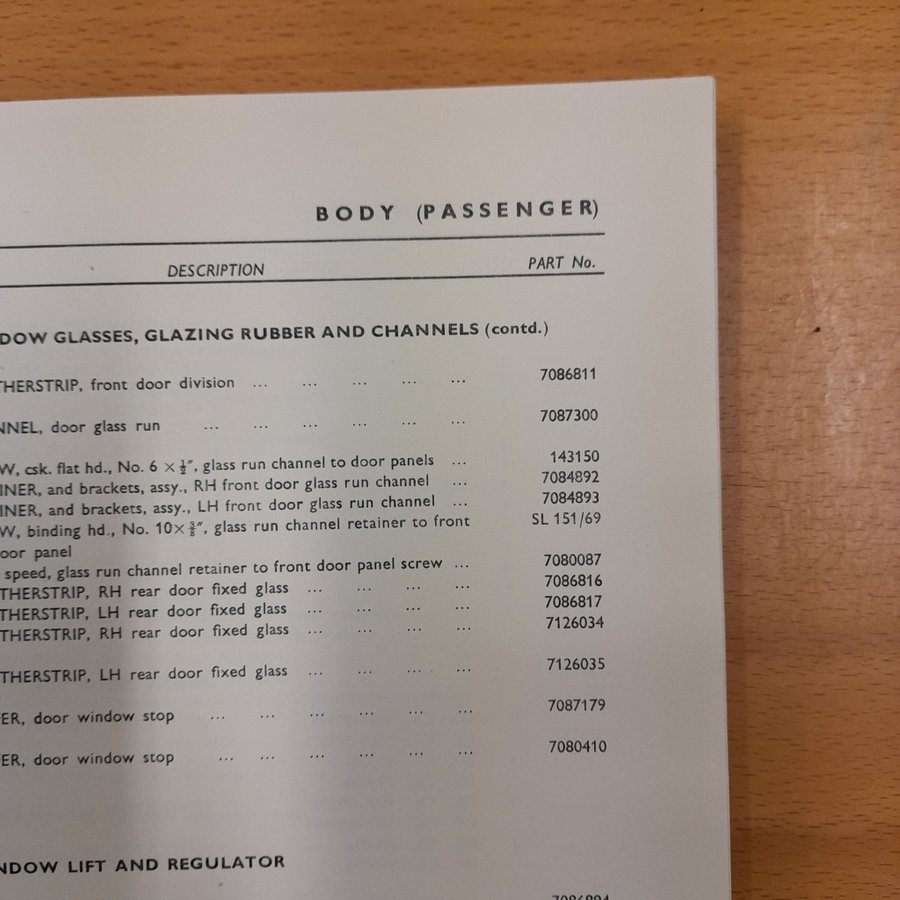 BODY (PASSENGER)
DESCRIPTION PART No.
DOW GLASSES, GLAZING RUBBER AND CHANNELS (contd.)
THERSTRIP, front door division ... ... ... ... ... 7086811
NNEL, door glass run ... ... ... ... ... ... 7087300
W, csk. flat hd., No. 6 × ½″, glass run channel to door panels ... 143150
INER, and brackets, assy., RH front door glass run channel ... 7084892
INER, and brackets, assy., LH front door glass run channel ... 7084893
W, binding hd., No. 10× ⅜″, glass run channel retainer to front SL 151/69
oor panel
speed, glass run channel retainer to front door panel screw ... 7080087
THERSTRIP, RH rear door fixed glass ... ... ... ... 7086816
THERSTRIP, LH rear door fixed glass ... ... ... ... 7086817
THERSTRIP, RH rear door fixed glass ... ... ... ... 7126034
THERSTRIP, LH rear door fixed glass ... ... ... ... 7126035
ER, door window stop ... ... ... ... ... ... 7087179
ER, door window stop ... ... ... ... ... ... 7080410
NDOW LIFT AND REGULATOR